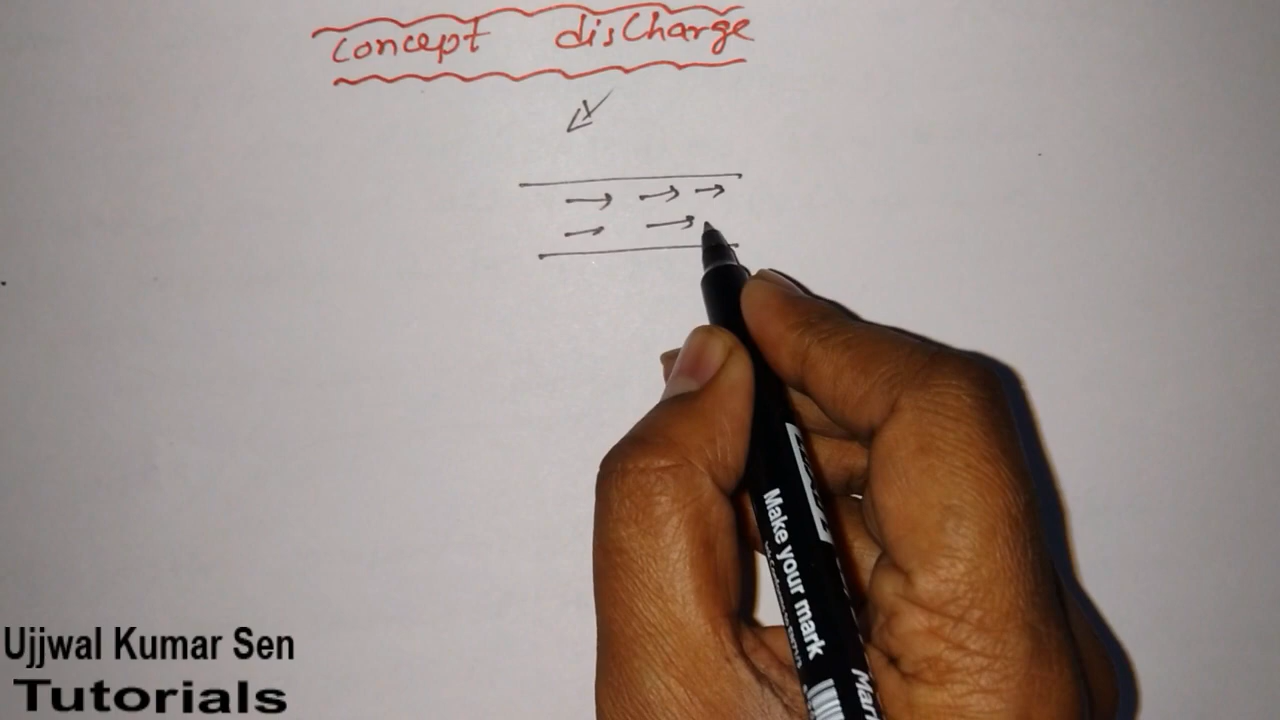 concept disCharge
Make your mark
Ujjwal Kumar Sen
Tutorials